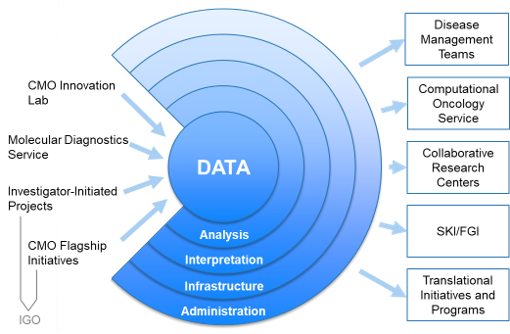 CMO Innovation
Lab
Molecular Diagnostics
Service
Investigator-Initiated
Projects
CMO Flagship
Initiatives
IGO
DATA
Analysis
Interpretation
Infrastructure
Administration
Disease
Management
Teams
Computational
Oncology
Service
Collaborative
Research
Centers
SKI/FGI
Translational
Initiatives and
Programs